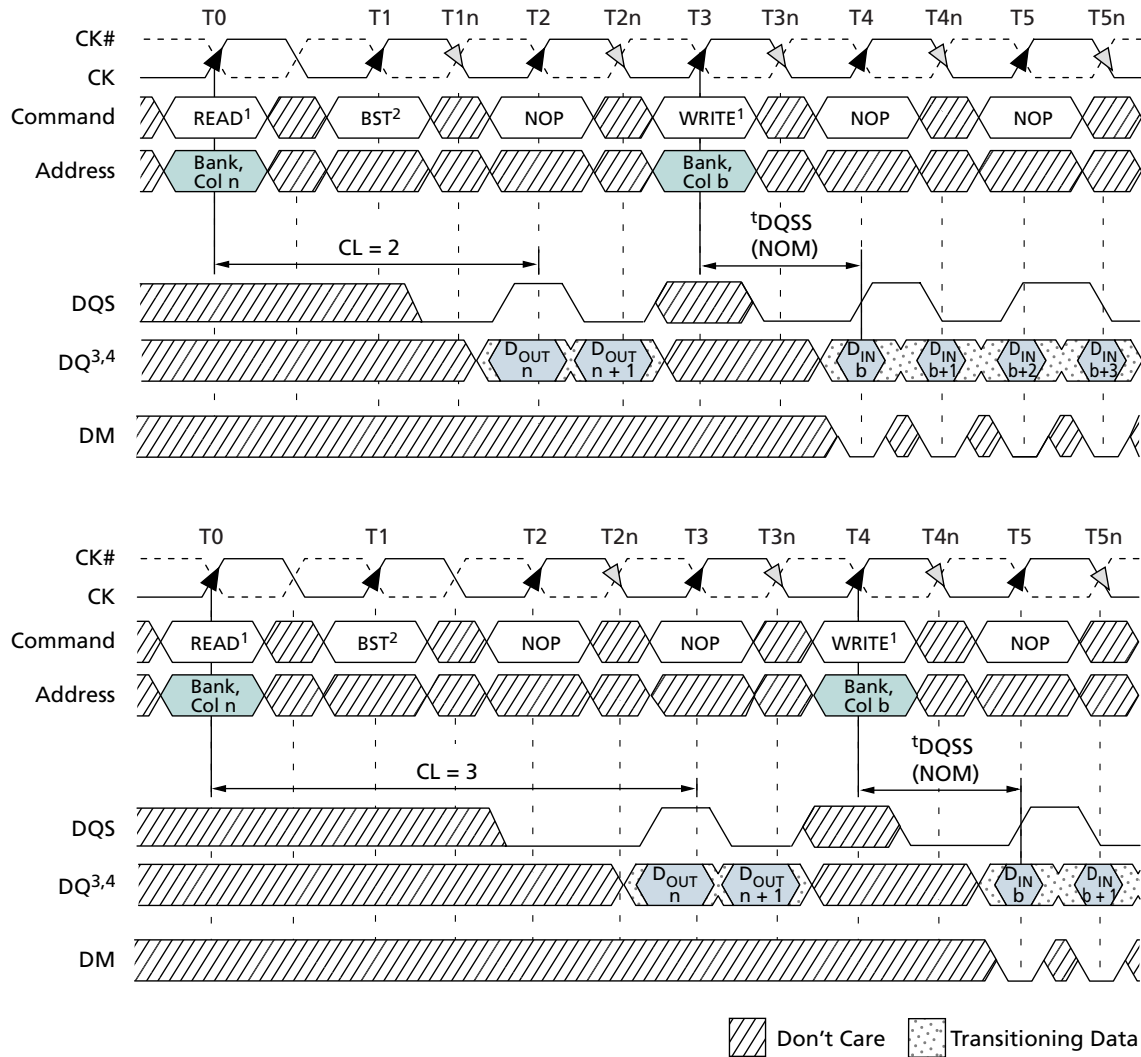 T0 T1 T1n T2 T2n T3 T3n T4 T4n T5 T5n
CK#
CK
Command READ1 BST2 NOP WRITE1 NOP NOP
Address Bank, Col n Bank, Col b
CL = 2 tDQSS (NOM)
DQS
DQ3,4 DOUT n DOUT n + 1 DIN b DIN b+1 DIN b+2 DIN b+3
DM
T0 T1 T2 T2n T3 T3n T4 T4n T5 T5n
CK#
CK
Command READ1 BST2 NOP NOP WRITE1 NOP
Address Bank, Col n Bank, Col b
CL = 3 tDQSS (NOM)
DQS
DQ3,4 DOUT n DOUT n + 1 DIN b DIN b + 1
DM
Don't Care Transitioning Data